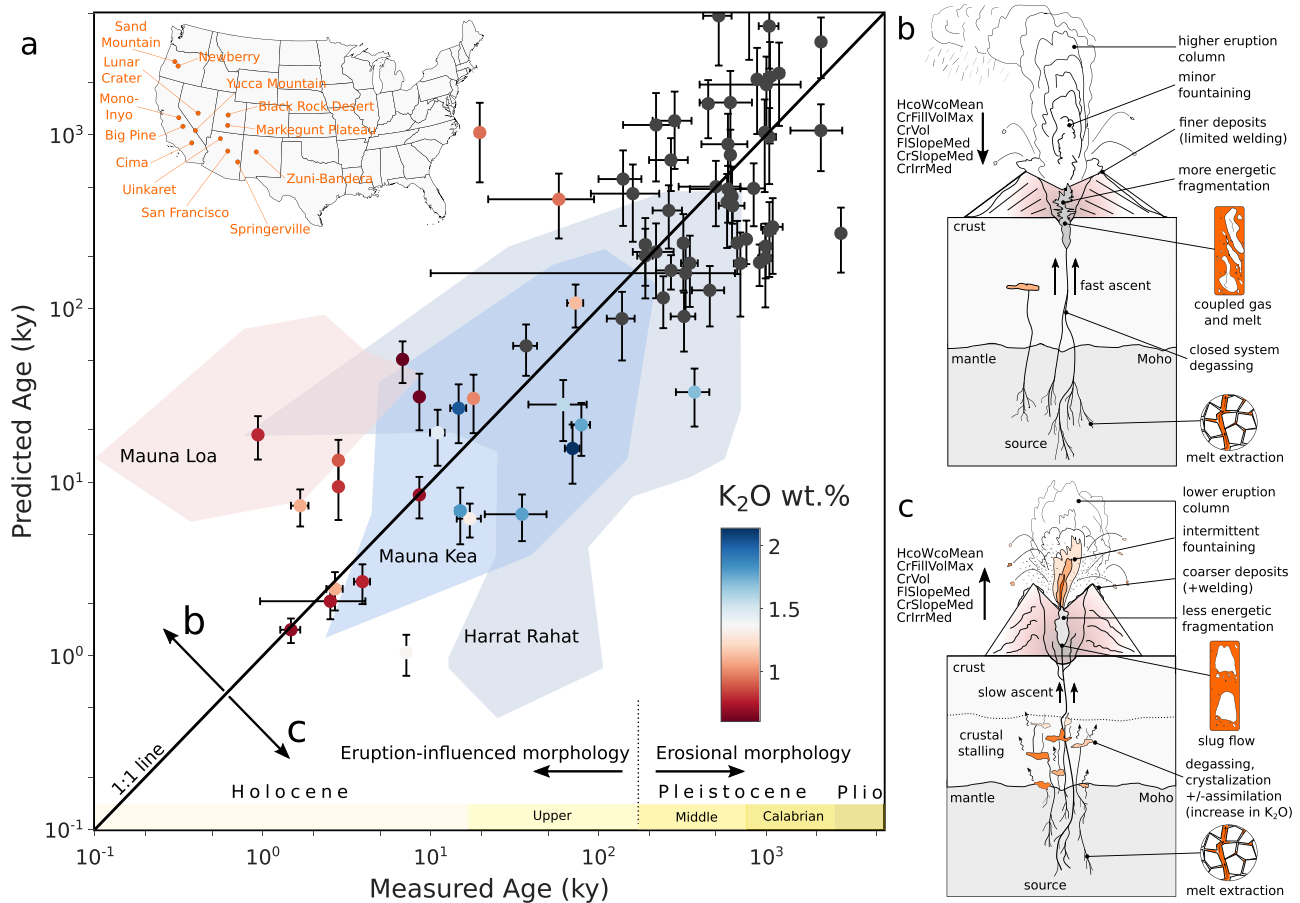 a
Sand
Mountain
Newberry
Lunar
Crater
Yucca Mountain
Mono-
Inyo
Black Rock Desert
Big Pine
Markegunt Plateau
Cima
Uinkaret
Zuni-Bandera
San Francisco
Springerville
Predicted Age (ky)
10³
10²
10¹
10⁰
10⁻¹
Mauna Loa
Mauna Kea
Harrat Rahat
K₂O wt.%
2
1.5
1
b
c
1:1 line
Eruption-influenced morphology
Erosional morphology
Holocene
Pleistocene
Plio
Upper
Middle
Calabrian
10⁻¹
10⁰
10¹
10²
10³
Measured Age (ky)
b
HcoWcoMean
CrFillVolMax
CrVol
FlSlopeMed
CrSlopeMed
CrIrrMed
higher eruption
column
minor
fountaining
finer deposits
(limited welding)
more energetic
fragmentation
crust
fast ascent
coupled gas
and melt
mantle
Moho
closed system
degassing
source
melt extraction
c
HcoWcoMean
CrFillVolMax
CrVol
FlSlopeMed
CrSlopeMed
CrIrrMed
lower eruption
column
intermittent
fountaining
coarser deposits
(+welding)
less energetic
fragmentation
crust
slow ascent
slug flow
crustal
stalling
degassing,
crystalization
+/-assimilation
(increase in K₂O)
mantle
Moho
source
melt extraction